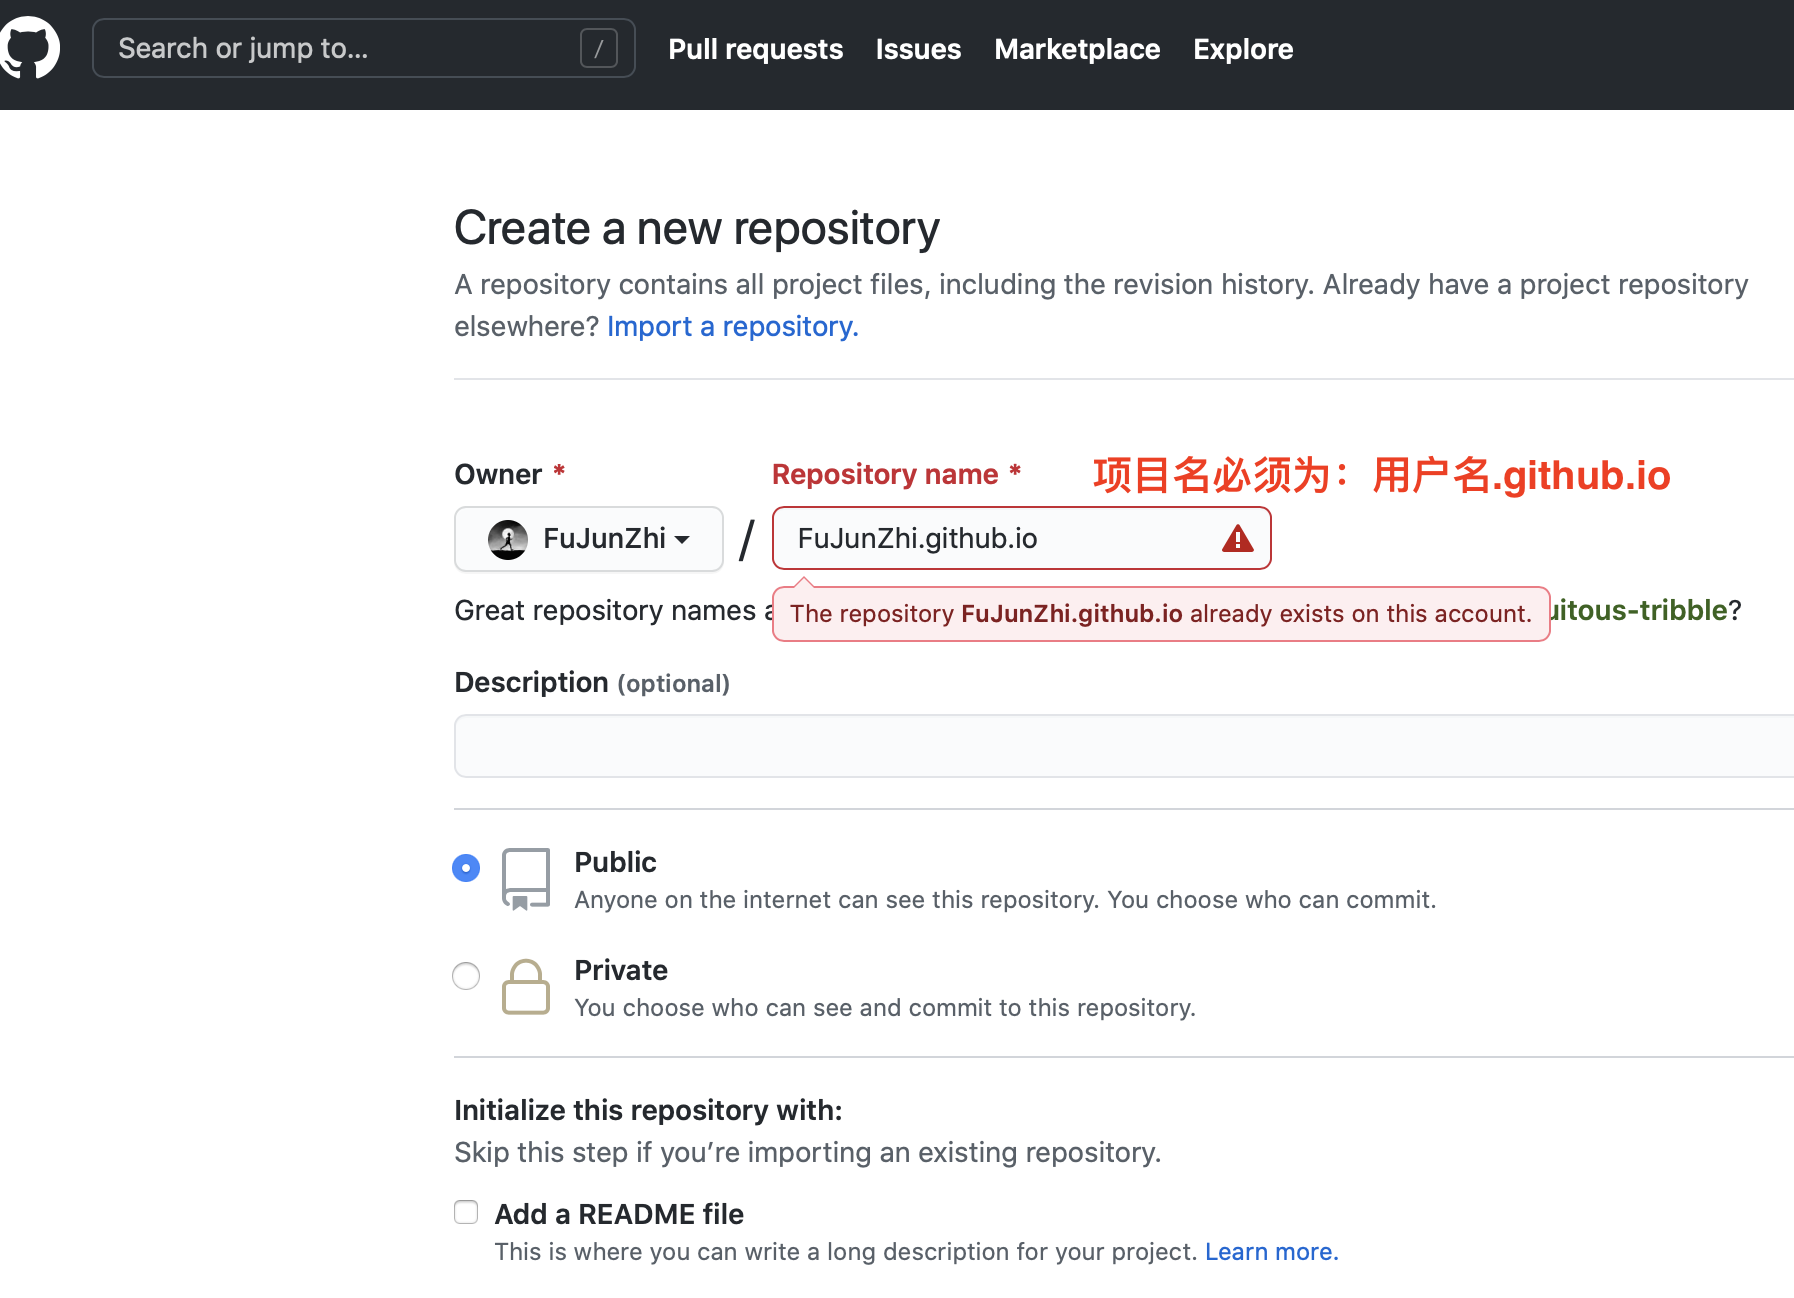 Search or jump to... /
Pull requests Issues Marketplace Explore
Create a new repository
A repository contains all project files, including the revision history. Already have a project repository
elsewhere? Import a repository.
Owner * Repository name * 项目名必须为：用户名.github.io
FuJunZhi / FuJunZhi.github.io
The repository FuJunZhi.github.io already exists on this account.
Great repository names uitous-tribble?
Description (optional)
Public
Anyone on the internet can see this repository. You choose who can commit.
Private
You choose who can see and commit to this repository.
Initialize this repository with:
Skip this step if you’re importing an existing repository.
Add a README file
This is where you can write a long description for your project. Learn more.